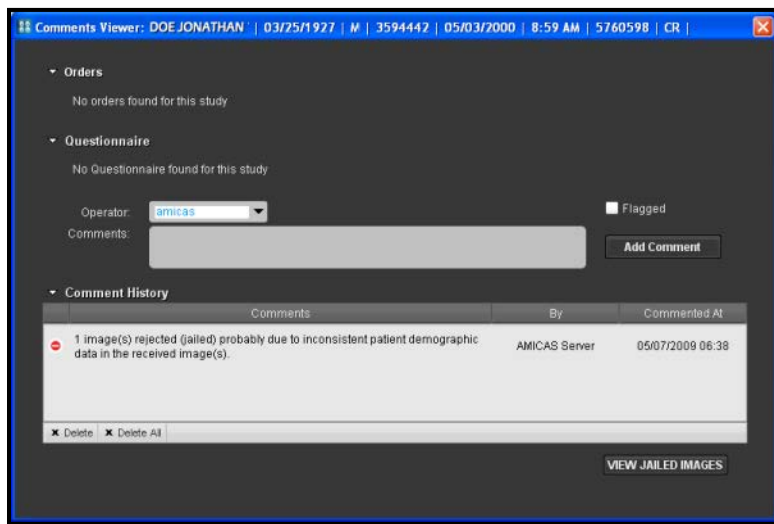 Comments Viewer: DOE JONATHAN | 03/25/1927 | M | 3594442 | 05/03/2000 | 8:59 AM | 5760598 | CR |
Orders
No orders found for this study
Questionnaire
No Questionnaire found for this study
Operator: amicas
Flagged
Comments:
Add Comment
Comment History
Comments By Commented At
1 image(s) rejected (jailed) probably due to inconsistent patient demographic
data in the received image(s).
AMICAS Server 05/07/2009 06:38
Delete Delete All
VIEW JAILED IMAGES